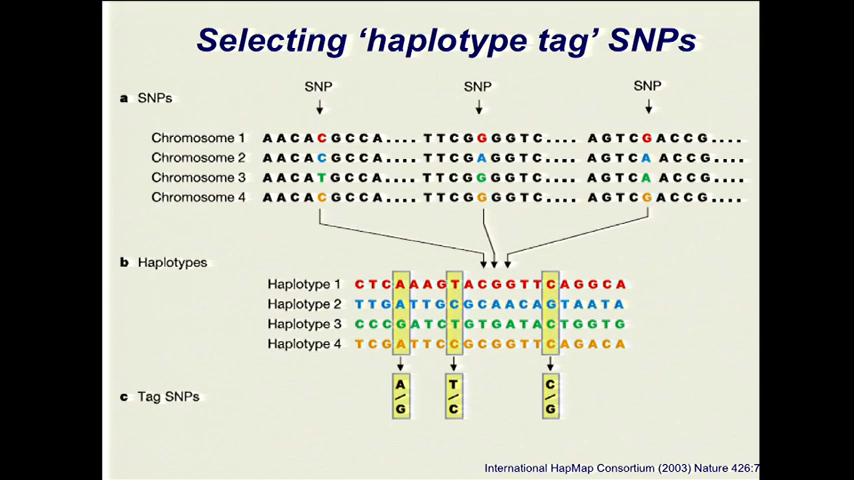 Selecting 'haplotype tag' SNPs
SNP SNP SNP
a SNPs
Chromosome 1 AACACGCCA.... TTCGGGGTC.... AGTCGACCG....
Chromosome 2 AACACGCCA.... TTCGAGGTC.... AGTCAACCG....
Chromosome 3 AACATGCCA.... TTCGGGGTC.... AGTCAACCG....
Chromosome 4 AACACGCCA.... TTCGGGGTC.... AGTCGACCG....
b Haplotypes
Haplotype 1 CTCAAAGTACGGTTCAGGCA
Haplotype 2 TTGATTGCGCAACAGTAATA
Haplotype 3 CCCGATCTGTGATACTGGTG
Haplotype 4 TCGATTCCGCGGTTCAGACA
c Tag SNPs
A/G T/C C/G
International HapMap Consortium (2003) Nature 426:7